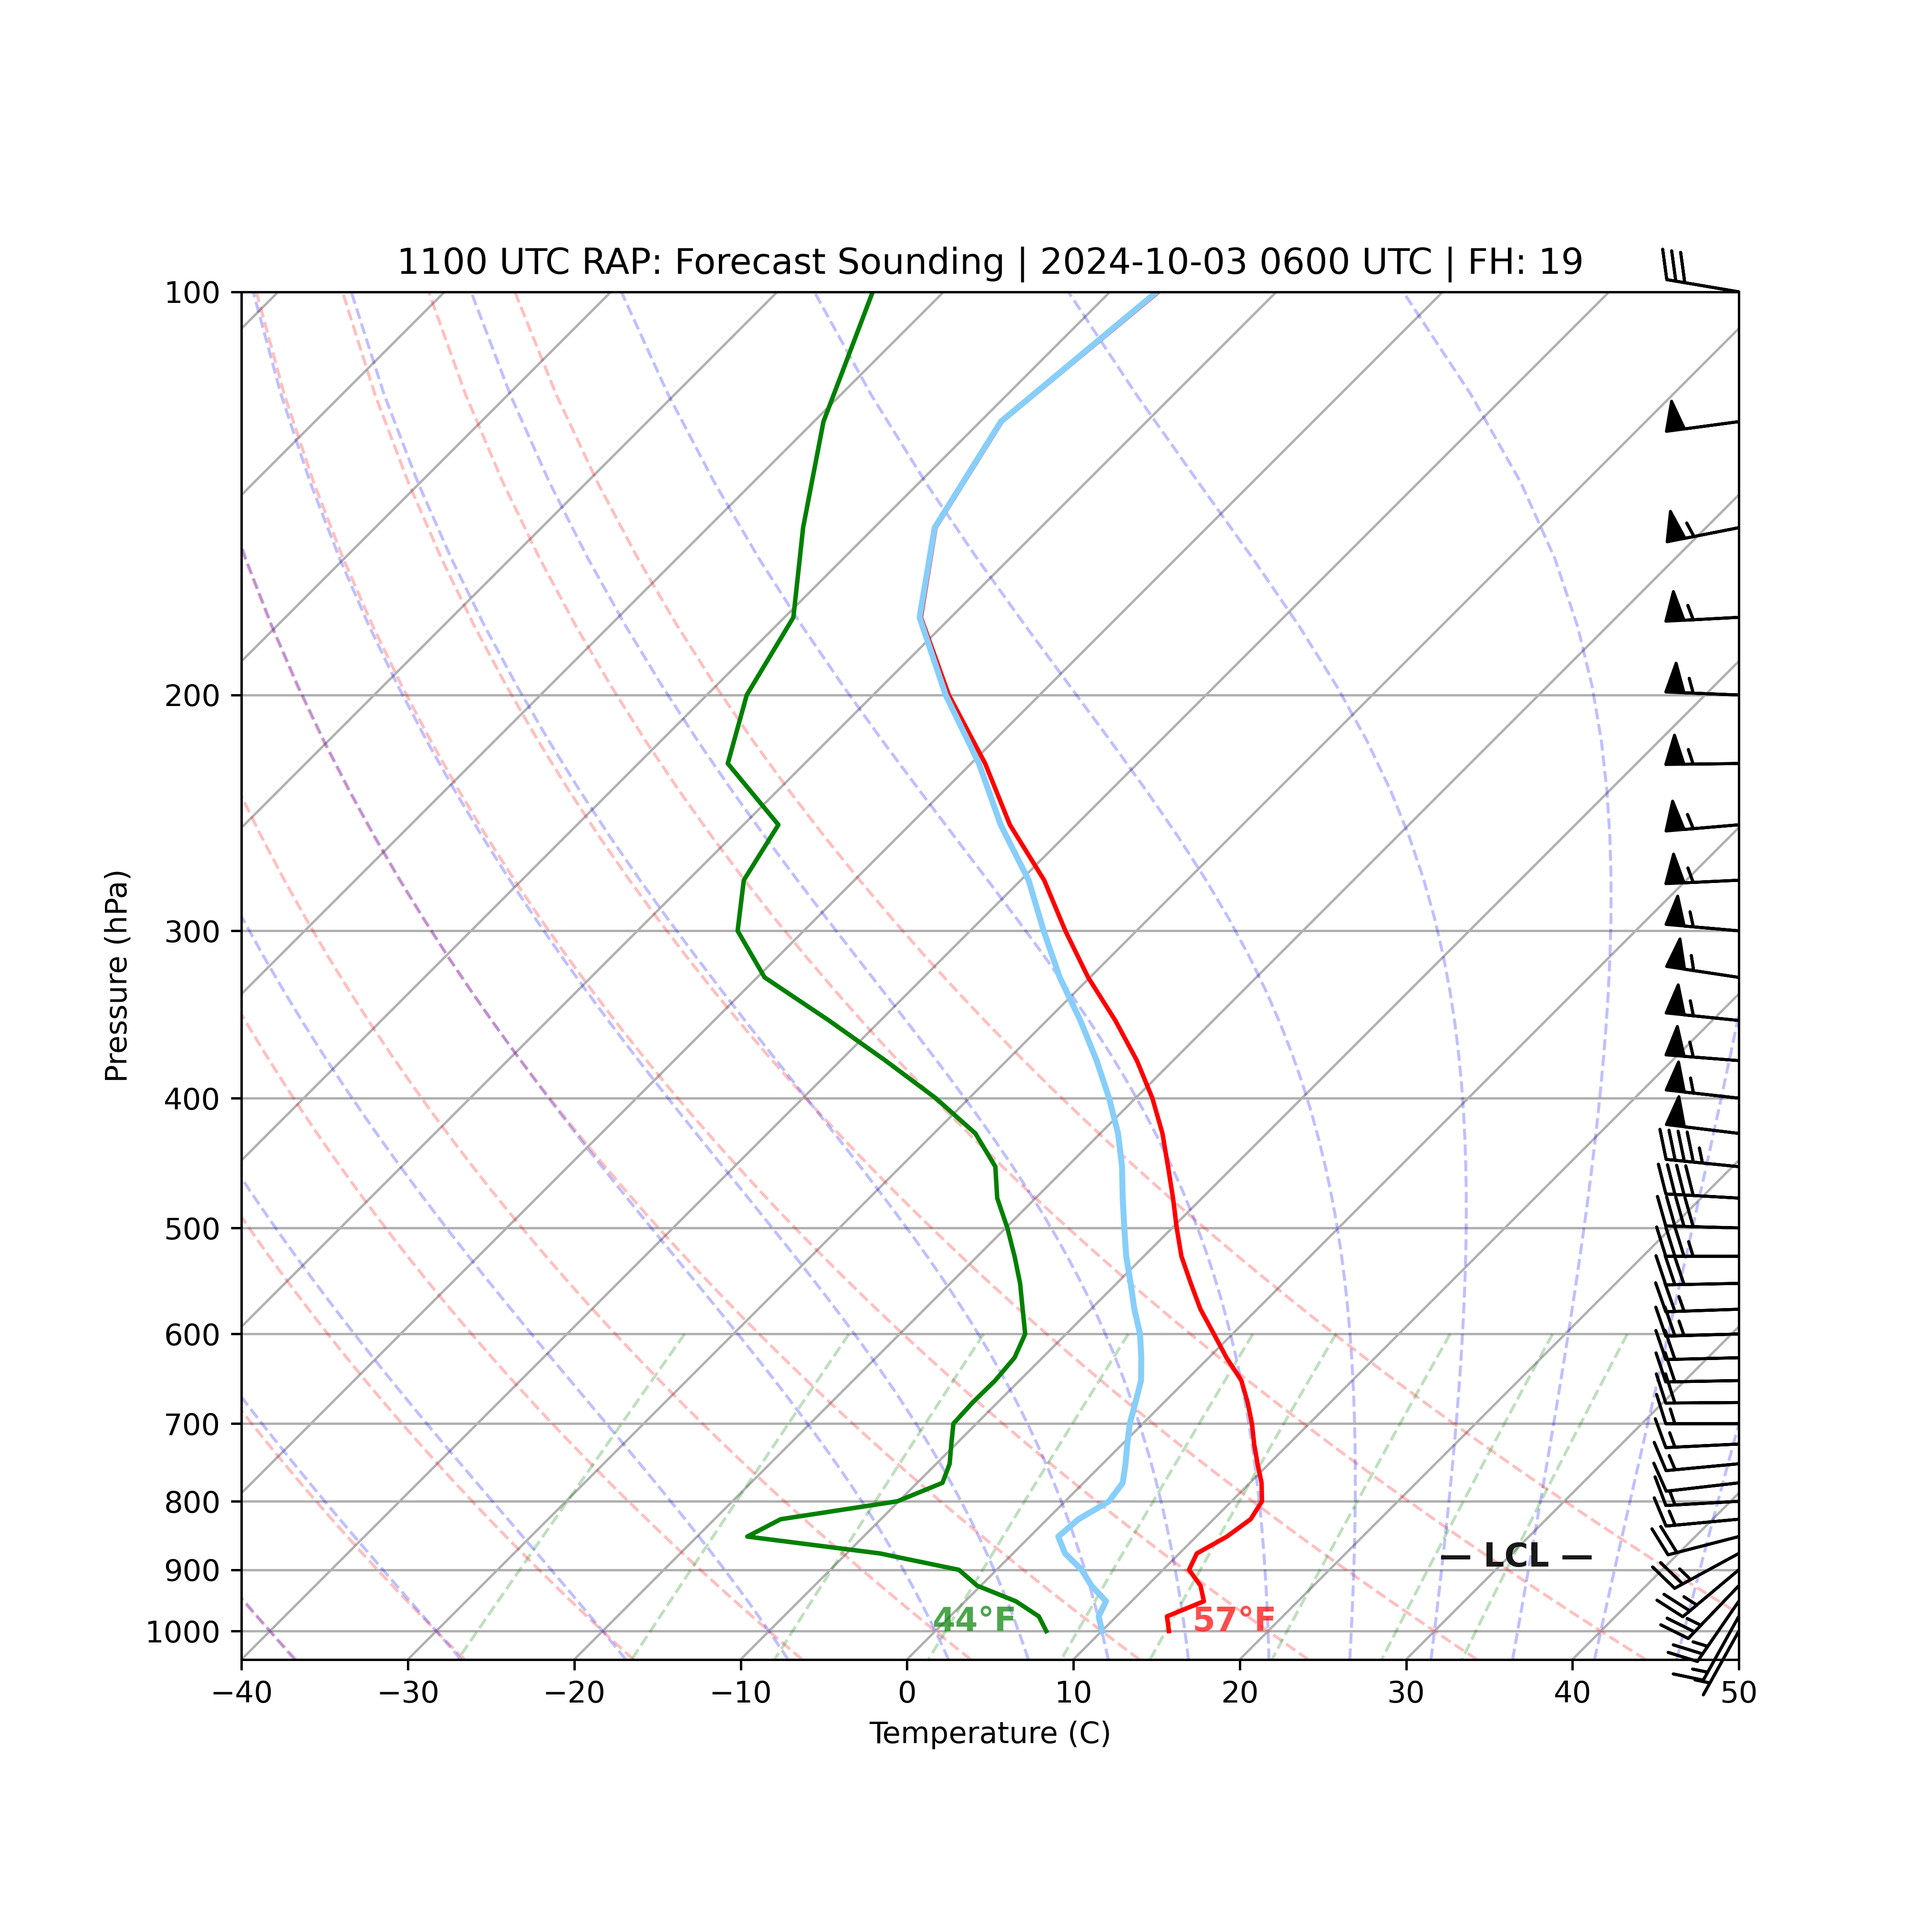 1100 UTC RAP: Forecast Sounding | 2024-10-03 0600 UTC | FH: 19
100
200
300
400
500
600
700
800
900
1000
Pressure (hPa)
— LCL —
44°F
57°F
−40 −30 −20 −10 0 10 20 30 40 50
Temperature (C)